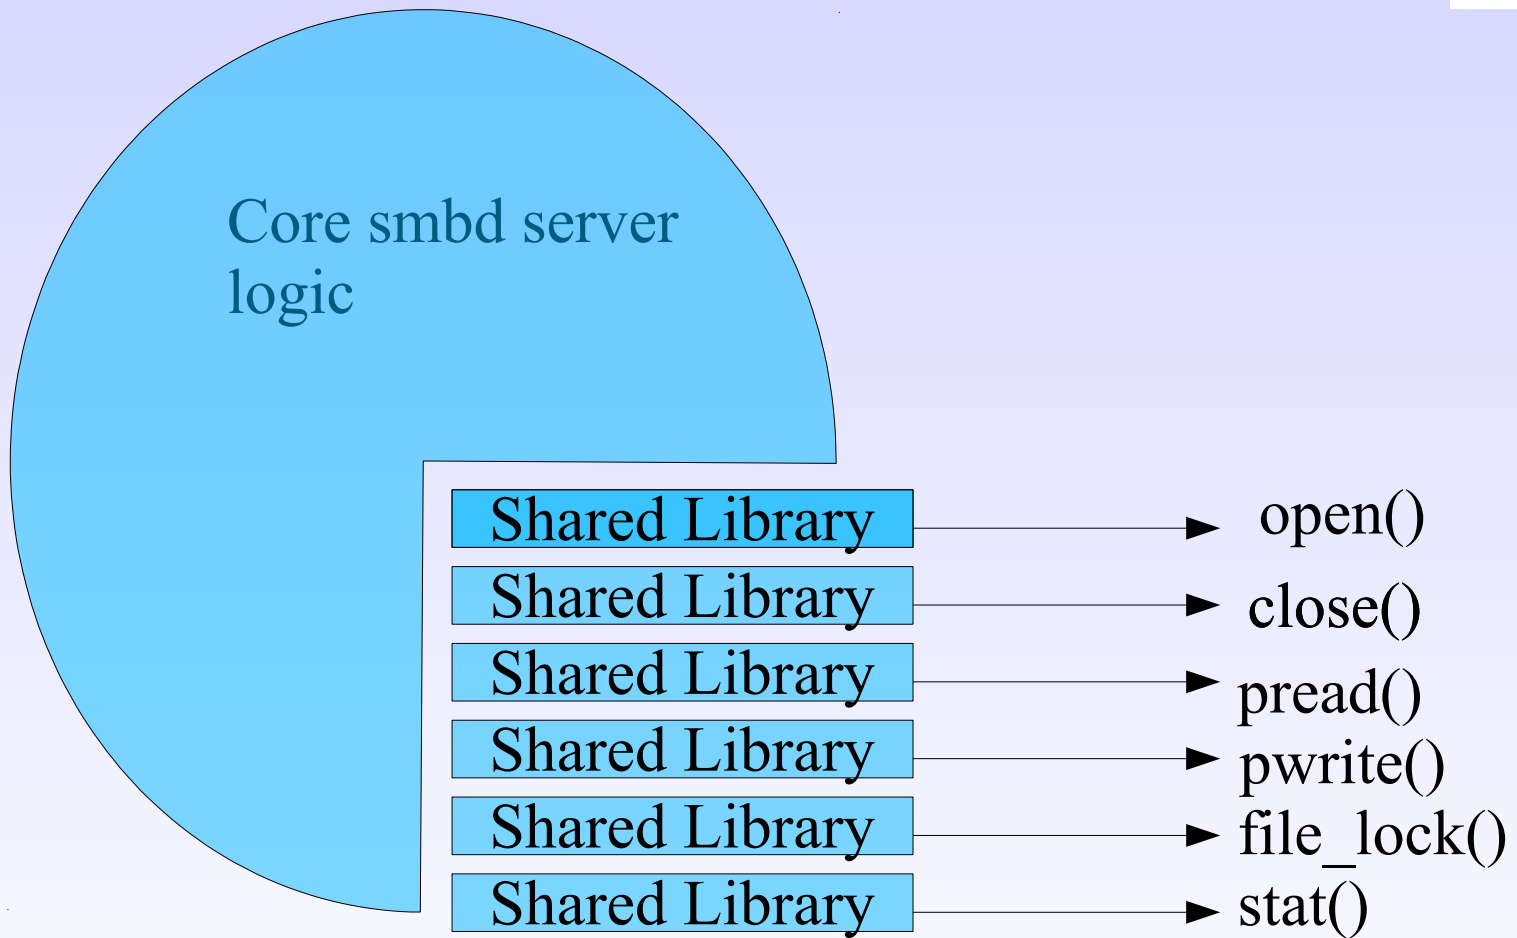 Core smbd server
logic
Shared Library open()
Shared Library close()
Shared Library pread()
Shared Library pwrite()
Shared Library file_lock()
Shared Library stat()